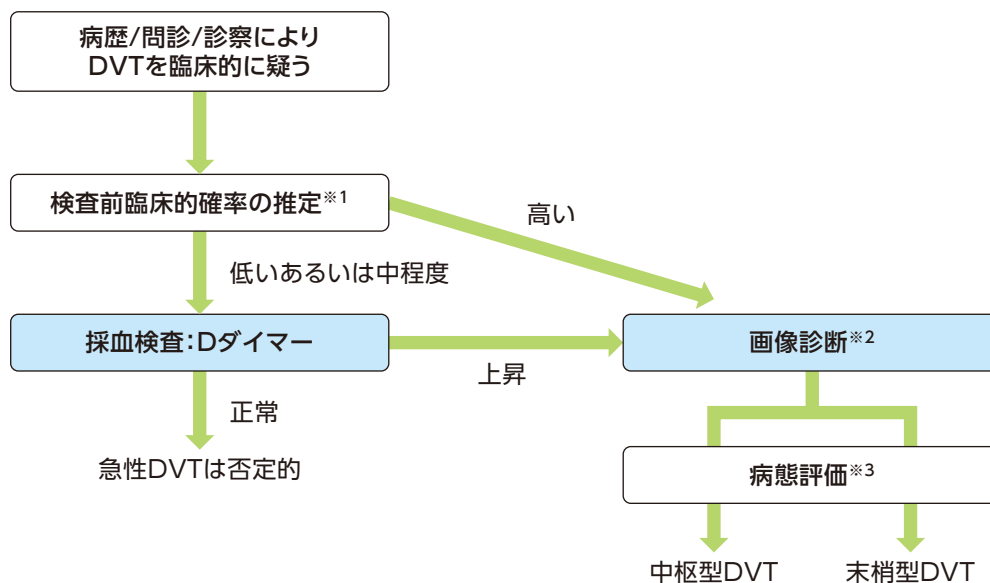 病歴/問診/診察により
DVTを臨床的に疑う
検査前臨床的確率の推定※1
高い
低いあるいは中程度
採血検査:Dダイマー
上昇
画像診断※2
正常
急性DVTは否定的
病態評価※3
中枢型DVT
末梢型DVT